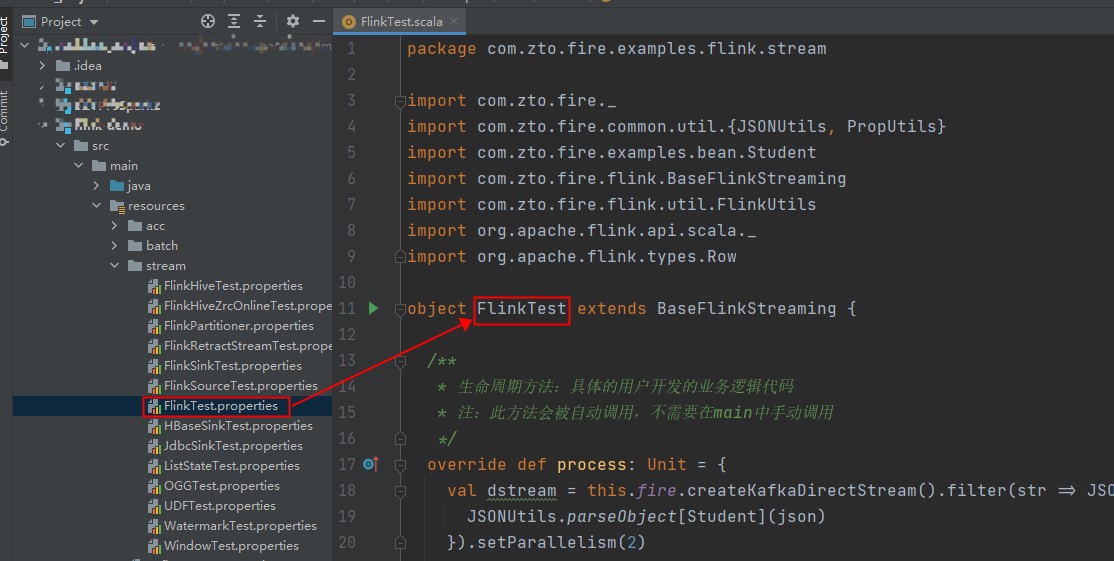 Project
Project
Commit
.idea
src
main
java
resources
acc
batch
stream
FlinkHiveTest.properties
FlinkHiveZrcOnlineTest.prope
FlinkPartitioner.properties
FlinkRetractStreamTest.prope
FlinkSinkTest.properties
FlinkSourceTest.properties
FlinkTest.properties
HBaseSinkTest.properties
JdbcSinkTest.properties
ListStateTest.properties
OGGTest.properties
UDFTest.properties
WatermarkTest.properties
WindowTest.properties
FlinkTest.scala
1 package com.zto.fire.examples.flink.stream
2
3 import com.zto.fire._
4 import com.zto.fire.common.util.{JSONUtils, PropUtils}
5 import com.zto.fire.examples.bean.Student
6 import com.zto.fire.flink.BaseFlinkStreaming
7 import com.zto.fire.flink.util.FlinkUtils
8 import org.apache.flink.api.scala._
9 import org.apache.flink.types.Row
10
11 object FlinkTest extends BaseFlinkStreaming {
12
13 /**
14 * 生命周期方法：具体的用户开发的业务逻辑代码
15 * 注：此方法会被自动调用，不需要在main中手动调用
16 */
17 override def process: Unit = {
18 val dstream = this.fire.createKafkaDirectStream().filter(str => JSO
19 JSONUtils.parseObject[Student](json)
20 }).setParallelism(2)